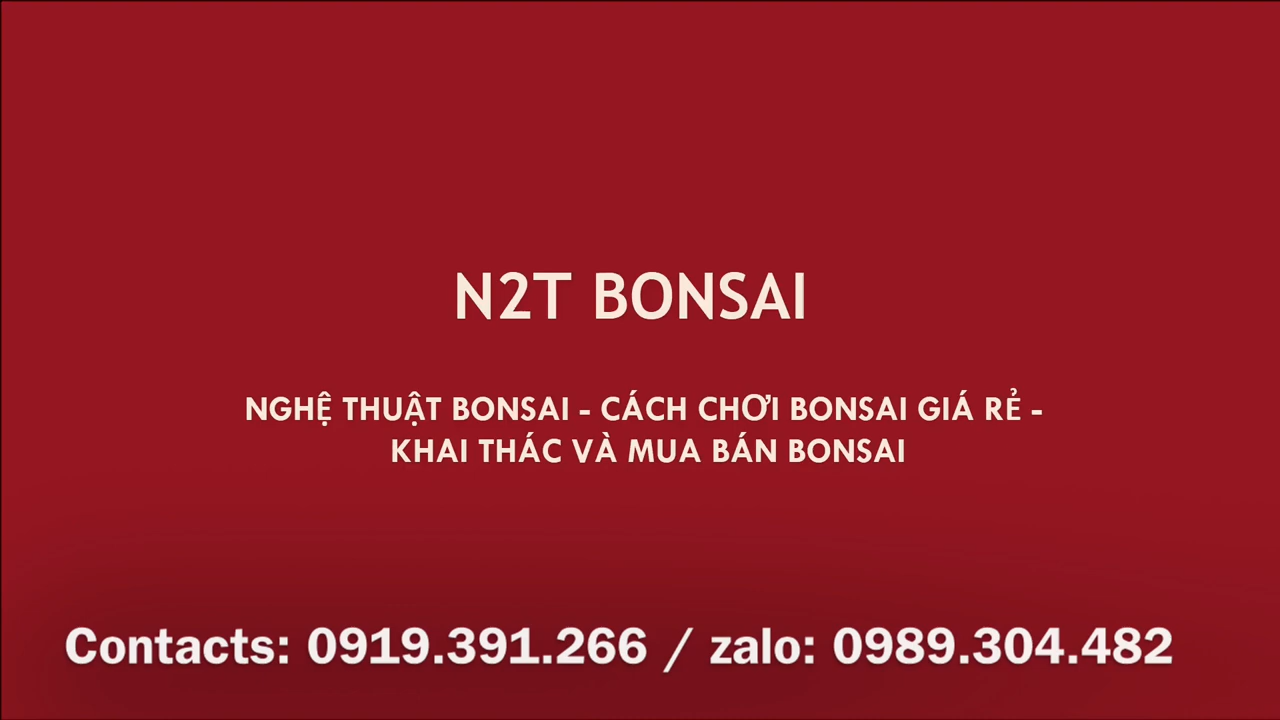 N2T BONSAI
NGHỆ THUẬT BONSAI - CÁCH CHƠI BONSAI GIÁ RẺ -
KHAI THÁC VÀ MUA BÁN BONSAI
Contacts: 0919.391.266 / zalo: 0989.304.482